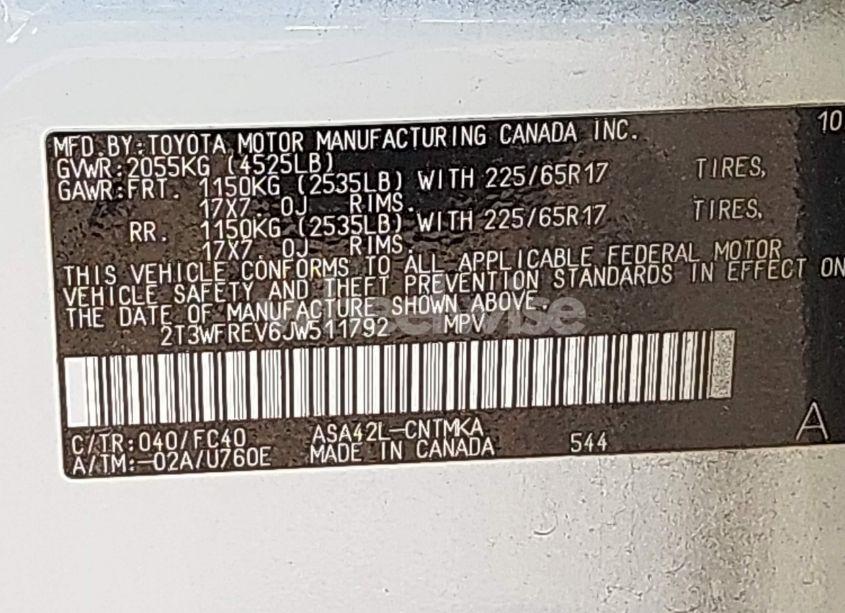 MFD. BY: TOYOTA MOTOR MANUFACTURING CANADA INC. 10
GVWR: 2055KG (4525LB)
GAWR: FRT. 1150KG (2535LB) WITH 225/65R17 TIRES,
17X7.0J RIMS.
RR. 1150KG (2535LB) WITH 225/65R17 TIRES,
17X7.0J RIMS.
THIS VEHICLE CONFORMS TO ALL APPLICABLE FEDERAL MOTOR
VEHICLE SAFETY AND THEFT PREVENTION STANDARDS IN EFFECT ON
THE DATE OF MANUFACTURE SHOWN ABOVE.
2T3WFREV6JW511792 MPV
C/TR: 040/FC40 ASA42L-CNTMKA 544 A
A/TM: -02A/U760E MADE IN CANADA